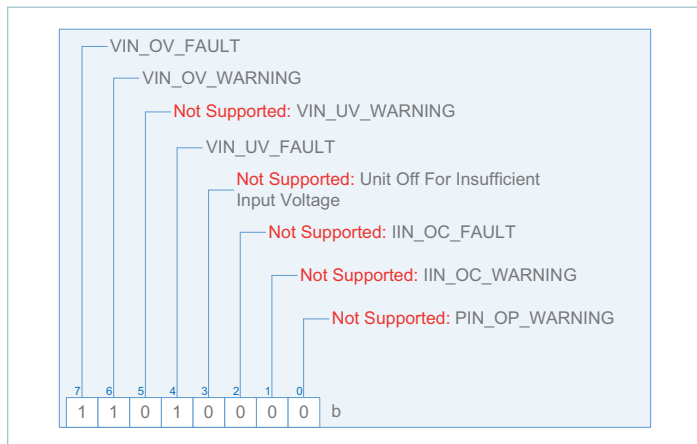 VIN_OV_FAULT
VIN_OV_WARNING
Not Supported: VIN_UV_WARNING
VIN_UV_FAULT
Not Supported: Unit Off For Insufficient
Input Voltage
Not Supported: IIN_OC_FAULT
Not Supported: IIN_OC_WARNING
Not Supported: PIN_OP_WARNING
7 6 5 4 3 2 1 0
1 1 0 1 0 0 0 0 b